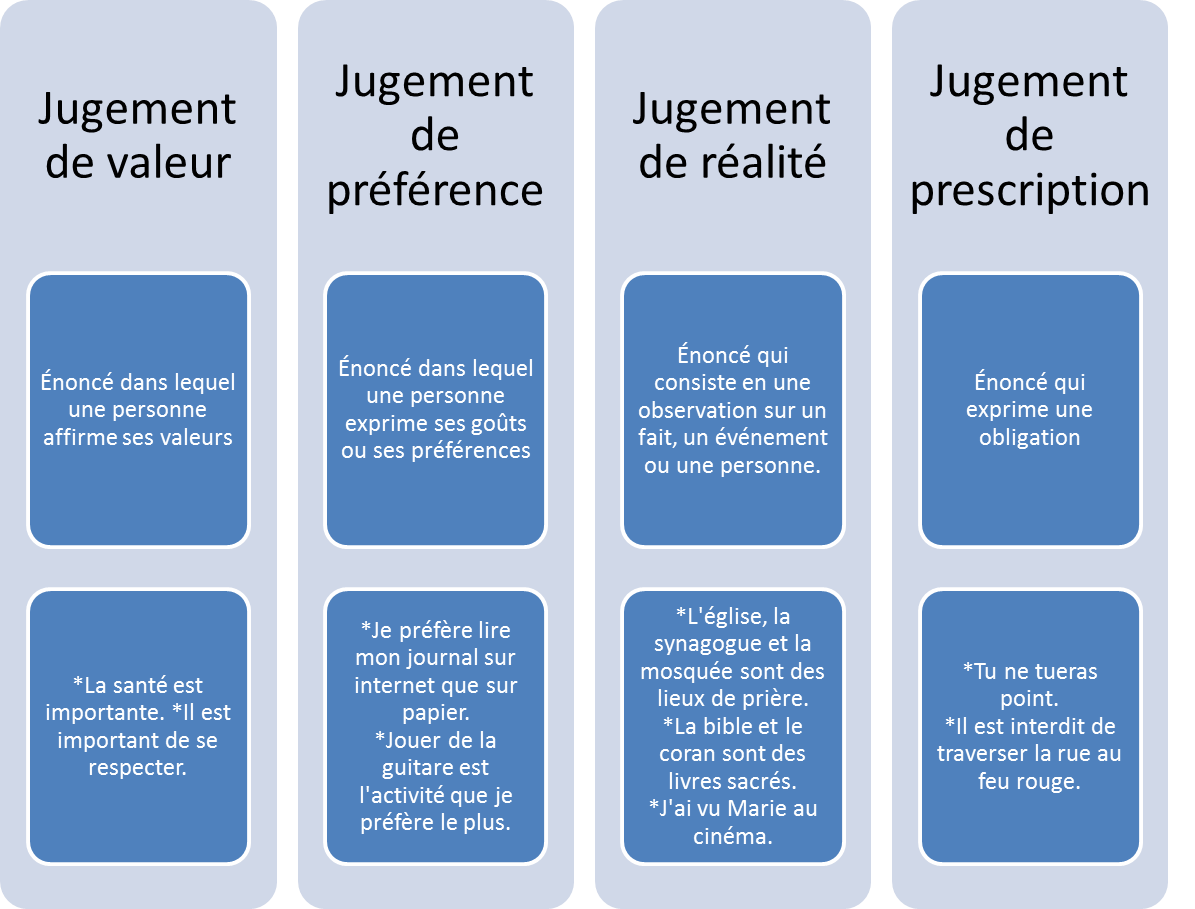 Jugement
de valeur
Énoncé dans lequel
une personne
affirme ses valeurs
*La santé est
importante. *Il est
important de se
respecter.
Jugement
de
préférence
Énoncé dans lequel
une personne
exprime ses goûts
ou ses préférences
*Je préfère lire
mon journal sur
internet que sur
papier.
*Jouer de la
guitare est
l'activité que je
préfère le plus.
Jugement
de réalité
Énoncé qui
consiste en une
observation sur un
fait, un événement
ou une personne.
*L'église, la
synagogue et la
mosquée sont des
lieux de prière.
*La bible et le
coran sont des
livres sacrés.
*J'ai vu Marie au
cinéma.
Jugement
de
prescription
Énoncé qui
exprime une
obligation
*Tu ne tueras
point.
*Il est interdit de
traverser la rue au
feu rouge.